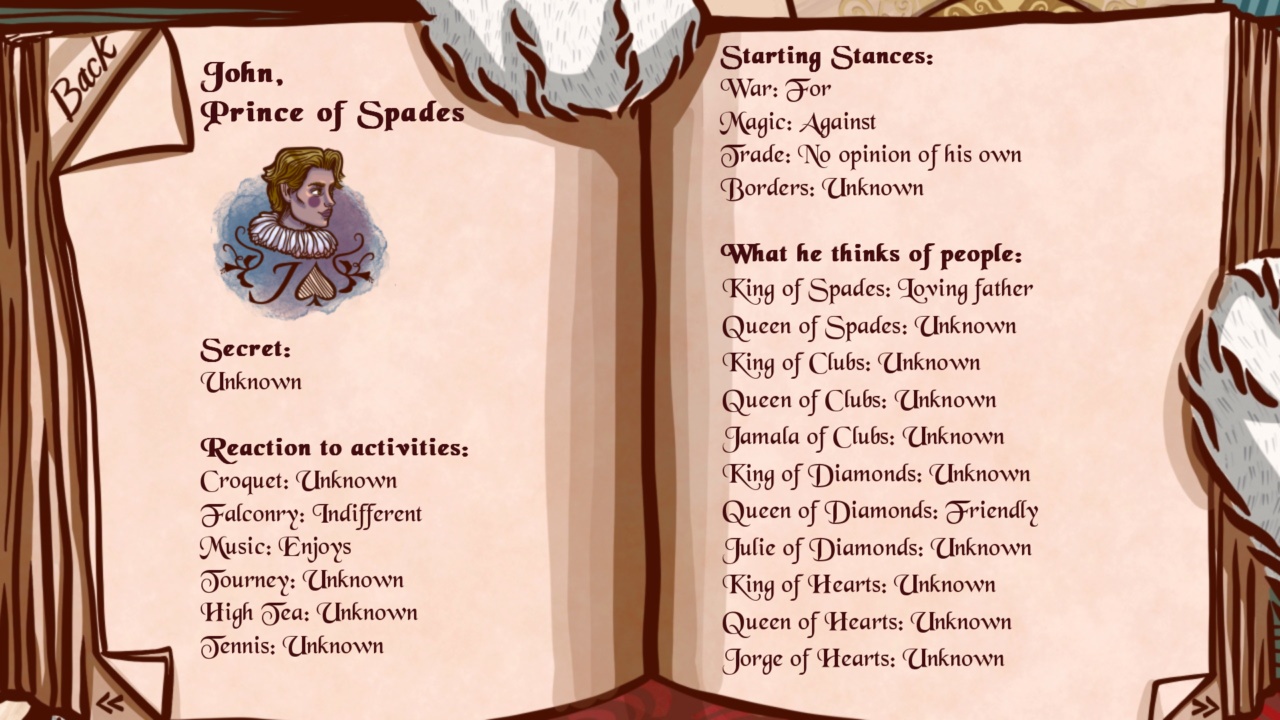 Back
John,
Prince of Spades
J
Secret:
Unknown
Reaction to activities:
Croquet: Unknown
Falconry: Indifferent
Music: Enjoys
Tourney: Unknown
High Tea: Unknown
Tennis: Unknown
«
Starting Stances:
War: For
Magic: Against
Trade: No opinion of his own
Borders: Unknown
What he thinks of people:
King of Spades: Loving father
Queen of Spades: Unknown
King of Clubs: Unknown
Queen of Clubs: Unknown
Jamala of Clubs: Unknown
King of Diamonds: Unknown
Queen of Diamonds: Friendly
Julie of Diamonds: Unknown
King of Hearts: Unknown
Queen of Hearts: Unknown
Jorge of Hearts: Unknown
»